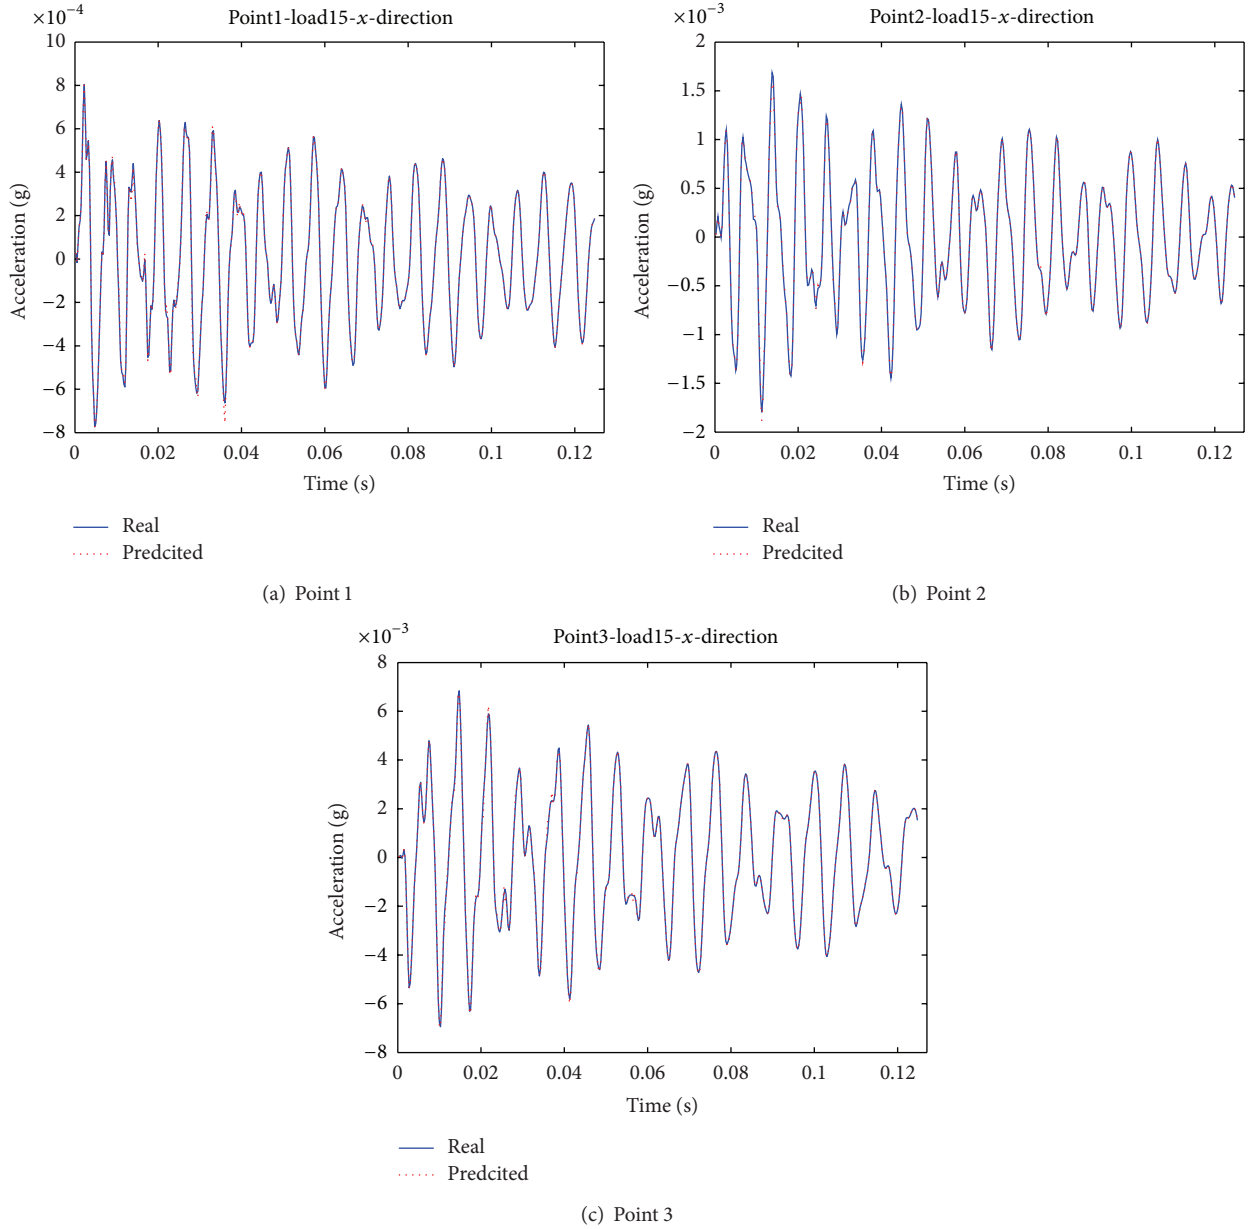 Point1-load15-x-direction
×10−4
10
8
6
4
2
0
−2
−4
−6
−8
Acceleration (g)
0 0.02 0.04 0.06 0.08 0.1 0.12
Time (s)
Real
Predcited
(a) Point 1
Point2-load15-x-direction
×10−3
2
1.5
1
0.5
0
−0.5
−1
−1.5
−2
Acceleration (g)
0 0.02 0.04 0.06 0.08 0.1 0.12
Time (s)
Real
Predcited
(b) Point 2
Point3-load15-x-direction
×10−3
8
6
4
2
0
−2
−4
−6
−8
Acceleration (g)
0 0.02 0.04 0.06 0.08 0.1 0.12
Time (s)
Real
Predcited
(c) Point 3